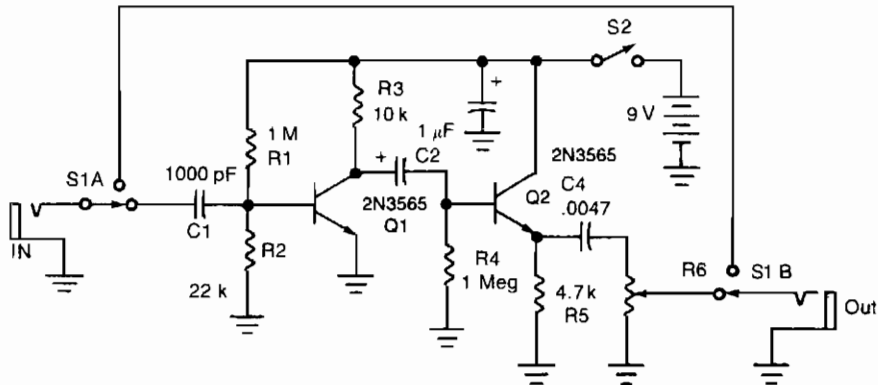 S2
R3
10 k
+
9 V
1 M
R1
1 µF
+
C2
2N3565
Q1
2N3565
Q2
C4
.0047
S1A
1000 pF
C1
IN
R2
22 k
R4
1 Meg
4.7 k
R5
R6
S1 B
Out